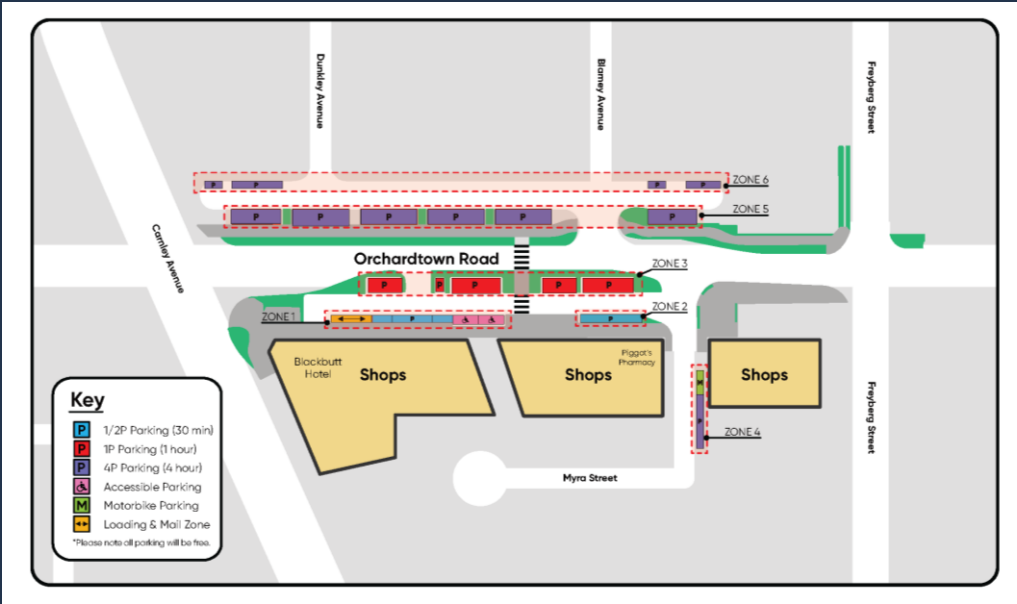 Dunkley Avenue
Blamey Avenue
Freyberg Street
P
P
P
P
ZONE 6
P
P
P
P
P
P
ZONE 5
Carnley Avenue
Orchardtown Road
ZONE 3
P
P
P
P
P
ZONE 1
P
ZONE 2
P
Blackbutt
Hotel
Shops
Shops
Piggot's
Pharmacy
Shops
M
P
ZONE 4
Freyberg Street
Myra Street
Key
P 1/2P Parking (30 min)
P 1P Parking (1 hour)
P 4P Parking (4 hour)
Accessible Parking
M Motorbike Parking
Loading & Mail Zone
*Please note all parking will be free.